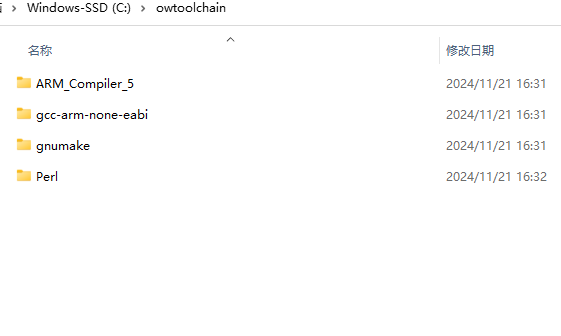 Windows-SSD (C:) > owtoolchain
名称 修改日期
ARM_Compiler_5 2024/11/21 16:31
gcc-arm-none-eabi 2024/11/21 16:31
gnumake 2024/11/21 16:31
Perl 2024/11/21 16:32